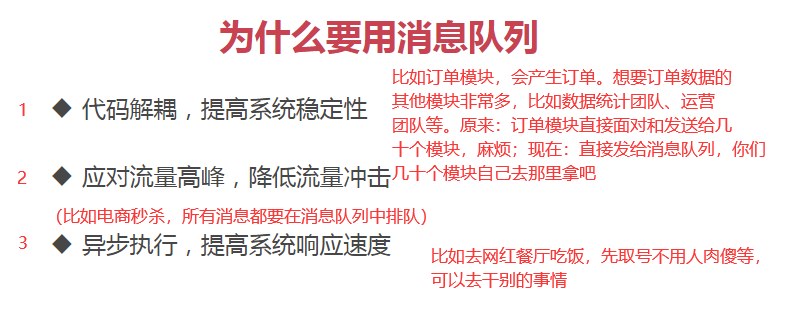 为什么要用消息队列
1 ◆ 代码解耦，提高系统稳定性
比如订单模块，会产生订单。想要订单数据的
其他模块非常多，比如数据统计团队、运营
团队等。原来：订单模块直接面对和发送给几
十个模块，麻烦；现在：直接发给消息队列，你们
几十个模块自己去那里拿吧
2 ◆ 应对流量高峰，降低流量冲击
（比如电商秒杀，所有消息都要在消息队列中排队）
3 ◆ 异步执行，提高系统响应速度
比如去网红餐厅吃饭，先取号不用人肉傻等，
可以去干别的事情